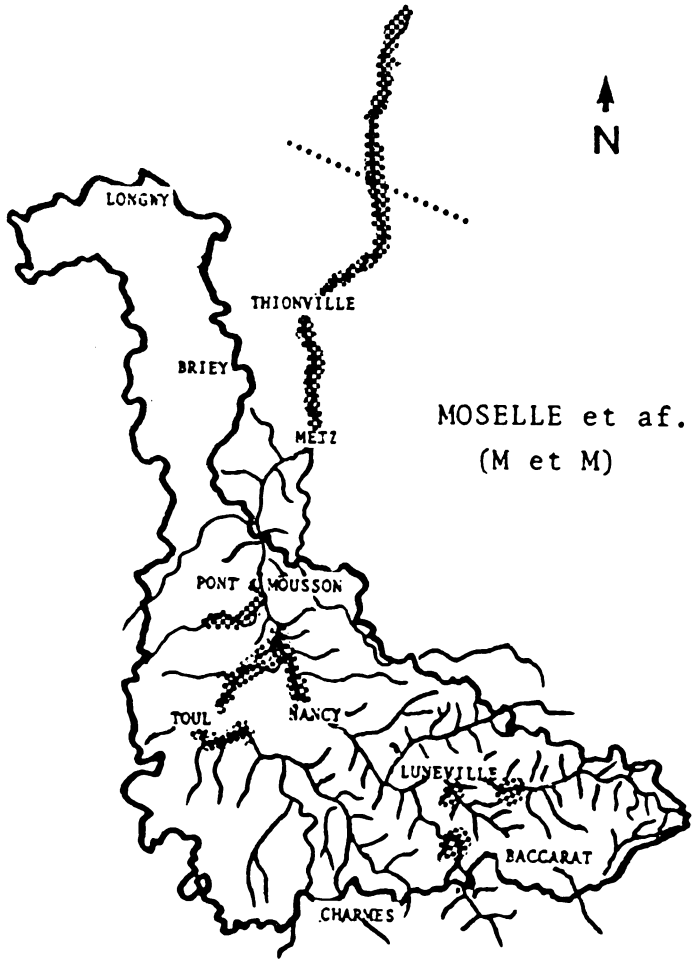 N
LONGWY
THIONVILLE
BRIEY
MOSELLE et af.
METZ
(M et M)
PONT A MOUSSON
TOUL
NANCY
LUNEVILLE
BACCARAT
CHARMES